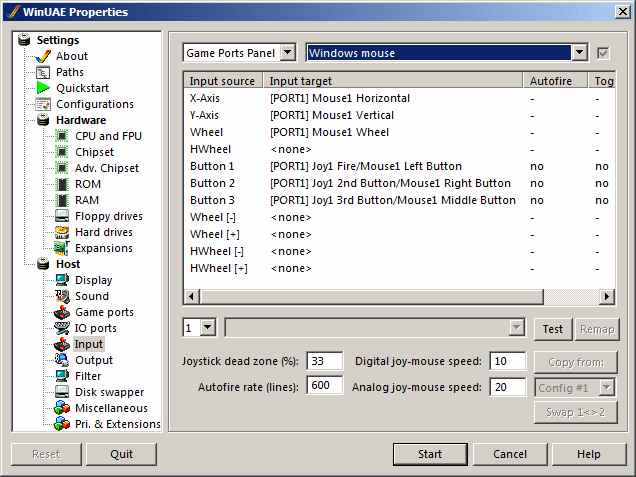 WinUAE Properties
Settings
About
Paths
Quickstart
Configurations
Hardware
CPU and FPU
Chipset
Adv. Chipset
ROM
RAM
Floppy drives
Hard drives
Expansions
Host
Display
Sound
Game ports
IO ports
Input
Output
Filter
Disk swapper
Miscellaneous
Pri. & Extensions
Game Ports Panel Windows mouse
Input source Input target Autofire Tog
X-Axis [PORT1] Mouse1 Horizontal - -
Y-Axis [PORT1] Mouse1 Vertical - -
Wheel [PORT1] Mouse1 Wheel - -
HWheel <none> - -
Button 1 [PORT1] Joy1 Fire/Mouse1 Left Button no no
Button 2 [PORT1] Joy1 2nd Button/Mouse1 Right Button no no
Button 3 [PORT1] Joy1 3rd Button/Mouse1 Middle Button no no
Wheel [-] <none> - -
Wheel [+] <none> - -
HWheel [-] <none> - -
HWheel [+] <none> - -
1 Test Remap
Joystick dead zone (%): 33 Digital joy-mouse speed: 10 Copy from:
Autofire rate (lines): 600 Analog joy-mouse speed: 20 Config #1
Swap 1<>2
Reset Quit Start Cancel Help